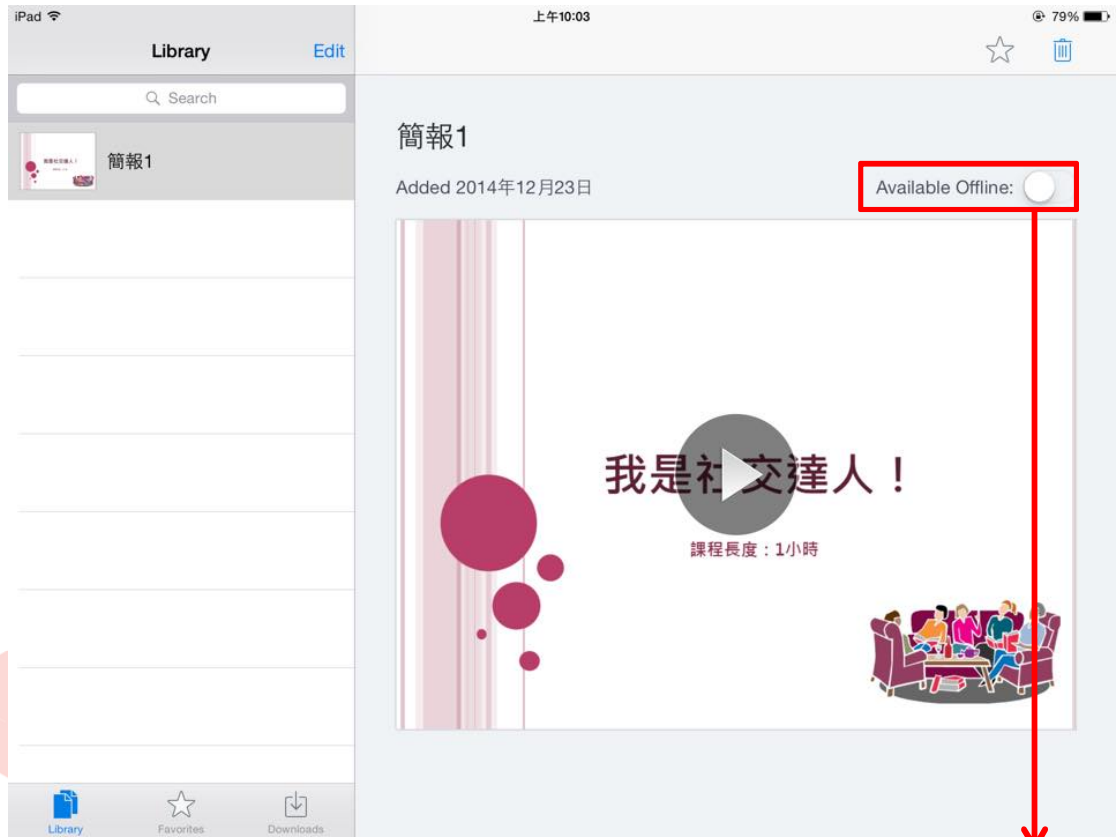 iPad
上午10:03
79%
Library
Edit
Search
簡報1
簡報1
Added 2014年12月23日
Available Offline:
我是社交達人！
課程長度：1小時
Library
Favorites
Downloads